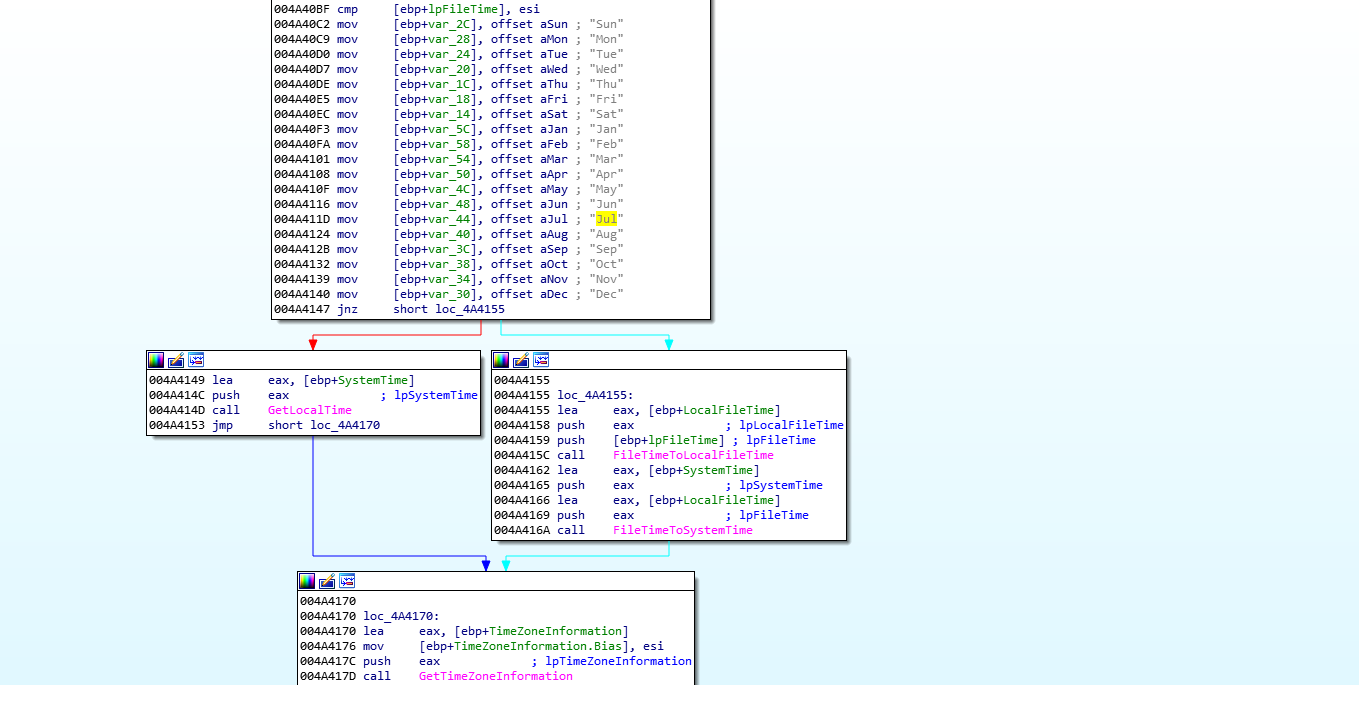 004A40BF cmp [ebp+lpFileTime], esi
004A40C2 mov [ebp+var_2C], offset aSun ; "Sun"
004A40C9 mov [ebp+var_28], offset aMon ; "Mon"
004A40D0 mov [ebp+var_24], offset aTue ; "Tue"
004A40D7 mov [ebp+var_20], offset aWed ; "Wed"
004A40DE mov [ebp+var_1C], offset aThu ; "Thu"
004A40E5 mov [ebp+var_18], offset aFri ; "Fri"
004A40EC mov [ebp+var_14], offset aSat ; "Sat"
004A40F3 mov [ebp+var_5C], offset aJan ; "Jan"
004A40FA mov [ebp+var_58], offset aFeb ; "Feb"
004A4101 mov [ebp+var_54], offset aMar ; "Mar"
004A4108 mov [ebp+var_50], offset aApr ; "Apr"
004A410F mov [ebp+var_4C], offset aMay ; "May"
004A4116 mov [ebp+var_48], offset aJun ; "Jun"
004A411D mov [ebp+var_44], offset aJul ; "Jul"
004A4124 mov [ebp+var_40], offset aAug ; "Aug"
004A412B mov [ebp+var_3C], offset aSep ; "Sep"
004A4132 mov [ebp+var_38], offset aOct ; "Oct"
004A4139 mov [ebp+var_34], offset aNov ; "Nov"
004A4140 mov [ebp+var_30], offset aDec ; "Dec"
004A4147 jnz short loc_4A4155
004A4149 lea eax, [ebp+SystemTime]
004A414C push eax ; lpSystemTime
004A414D call GetLocalTime
004A4153 jmp short loc_4A4170
004A4155
004A4155 loc_4A4155:
004A4155 lea eax, [ebp+LocalFileTime]
004A4158 push eax ; lpLocalFileTime
004A4159 push [ebp+lpFileTime] ; lpFileTime
004A415C call FileTimeToLocalFileTime
004A4162 lea eax, [ebp+SystemTime]
004A4165 push eax ; lpSystemTime
004A4166 lea eax, [ebp+LocalFileTime]
004A4169 push eax ; lpFileTime
004A416A call FileTimeToSystemTime
004A4170
004A4170 loc_4A4170:
004A4170 lea eax, [ebp+TimeZoneInformation]
004A4176 mov [ebp+TimeZoneInformation.Bias], esi
004A417C push eax ; lpTimeZoneInformation
004A417D call GetTimeZoneInformation